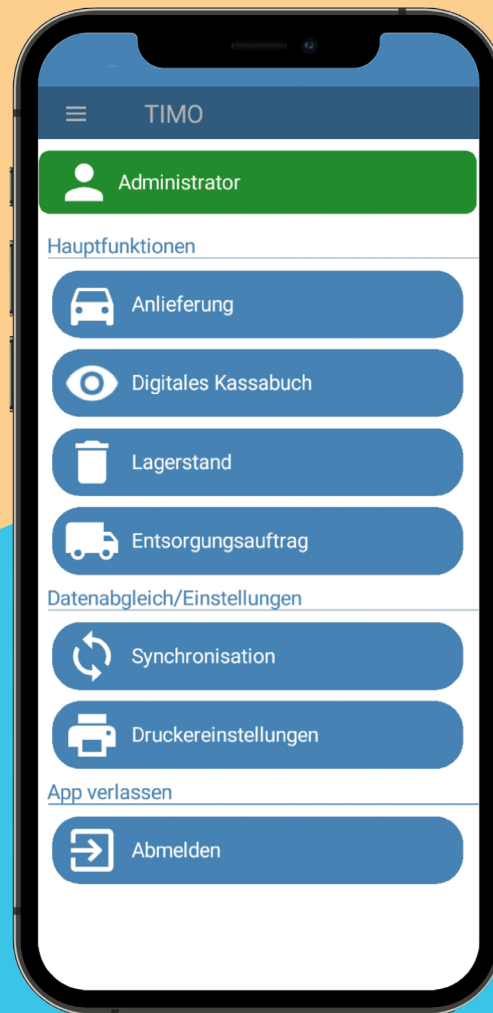 TIMO
Administrator
Hauptfunktionen
Anlieferung
Digitales Kassabuch
Lagerstand
Entsorgungsauftrag
Datenabgleich/Einstellungen
Synchronisation
Druckereinstellungen
App verlassen
Abmelden